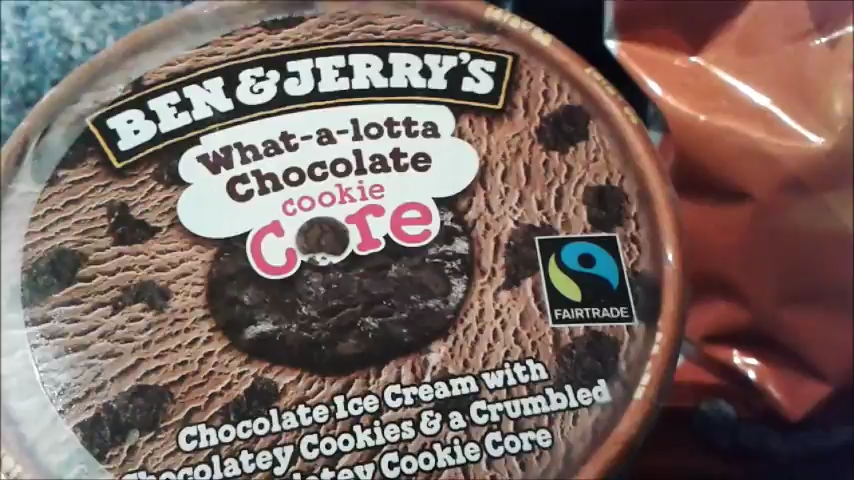 BEN & JERRY'S
What-a-lotta
Chocolate
cookie
Core
FAIRTRADE
Chocolate Ice Cream with
Chocolatey Cookies & a Crumbled
Cookie Core